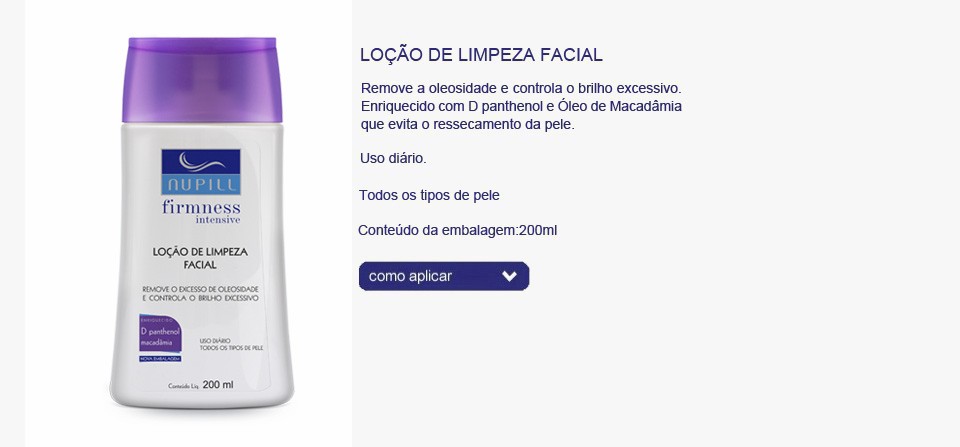 NUPILL
firmness
intensive
LOÇÃO DE LIMPEZA
FACIAL
REMOVE O EXCESSO DE OLEOSIDADE
E CONTROLA O BRILHO EXCESSIVO
ENRIQUECIDO
D panthenol
macadâmia
NOVA EMBALAGEM
USO DIÁRIO
TODOS OS TIPOS DE PELE
Conteúdo Líq. 200 ml
LOÇÃO DE LIMPEZA FACIAL
Remove a oleosidade e controla o brilho excessivo.
Enriquecido com D panthenol e Óleo de Macadâmia
que evita o ressecamento da pele.
Uso diário.
Todos os tipos de pele
Conteúdo da embalagem:200ml
como aplicar